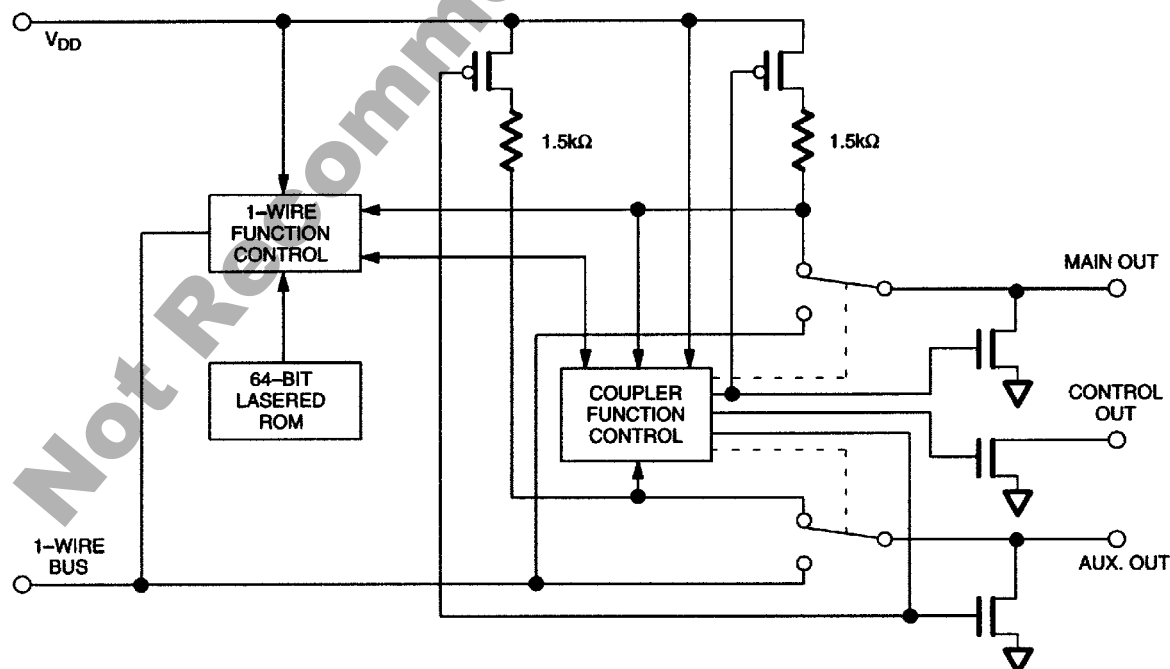 VDD
1.5kΩ
1.5kΩ
1–WIRE
FUNCTION
CONTROL
MAIN OUT
64–BIT
LASERED
ROM
COUPLER
FUNCTION
CONTROL
CONTROL
OUT
1–WIRE
BUS
AUX. OUT
Not